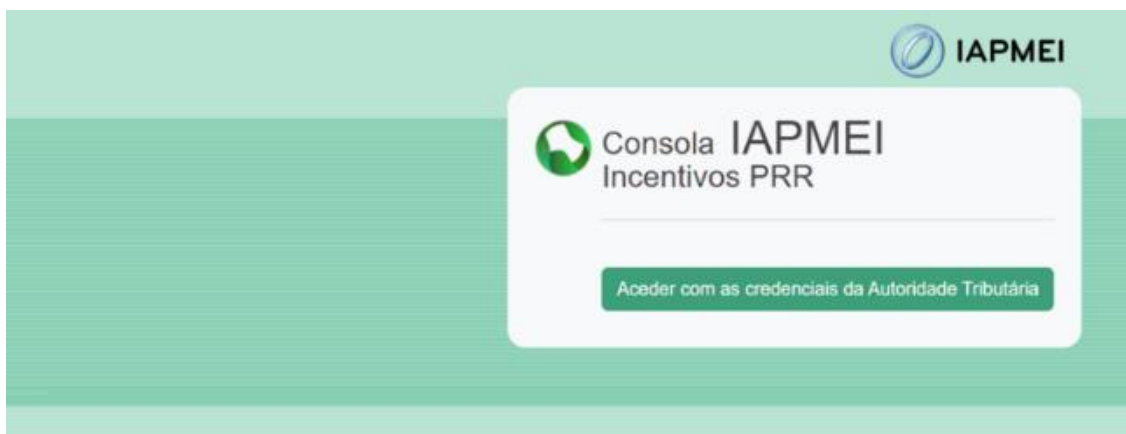 IAPMEI
Consola IAPMEI
Incentivos PRR
Aceder com as credenciais da Autoridade Tributária